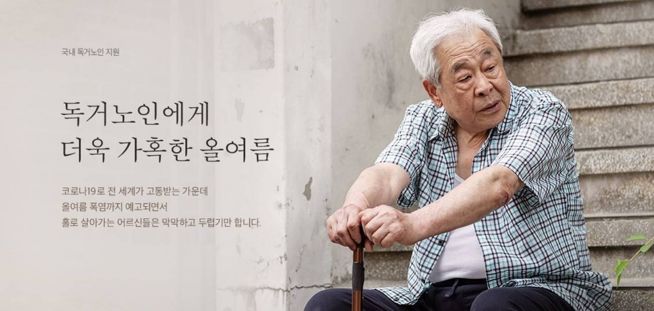 국내 독거노인 지원
독거노인에게
더욱 가혹한 올여름
코로나19로 전 세계가 고통받는 가운데
올여름 폭염까지 예고되면서
홀로 살아가는 어르신들은 막막하고 두렵기만 합니다.